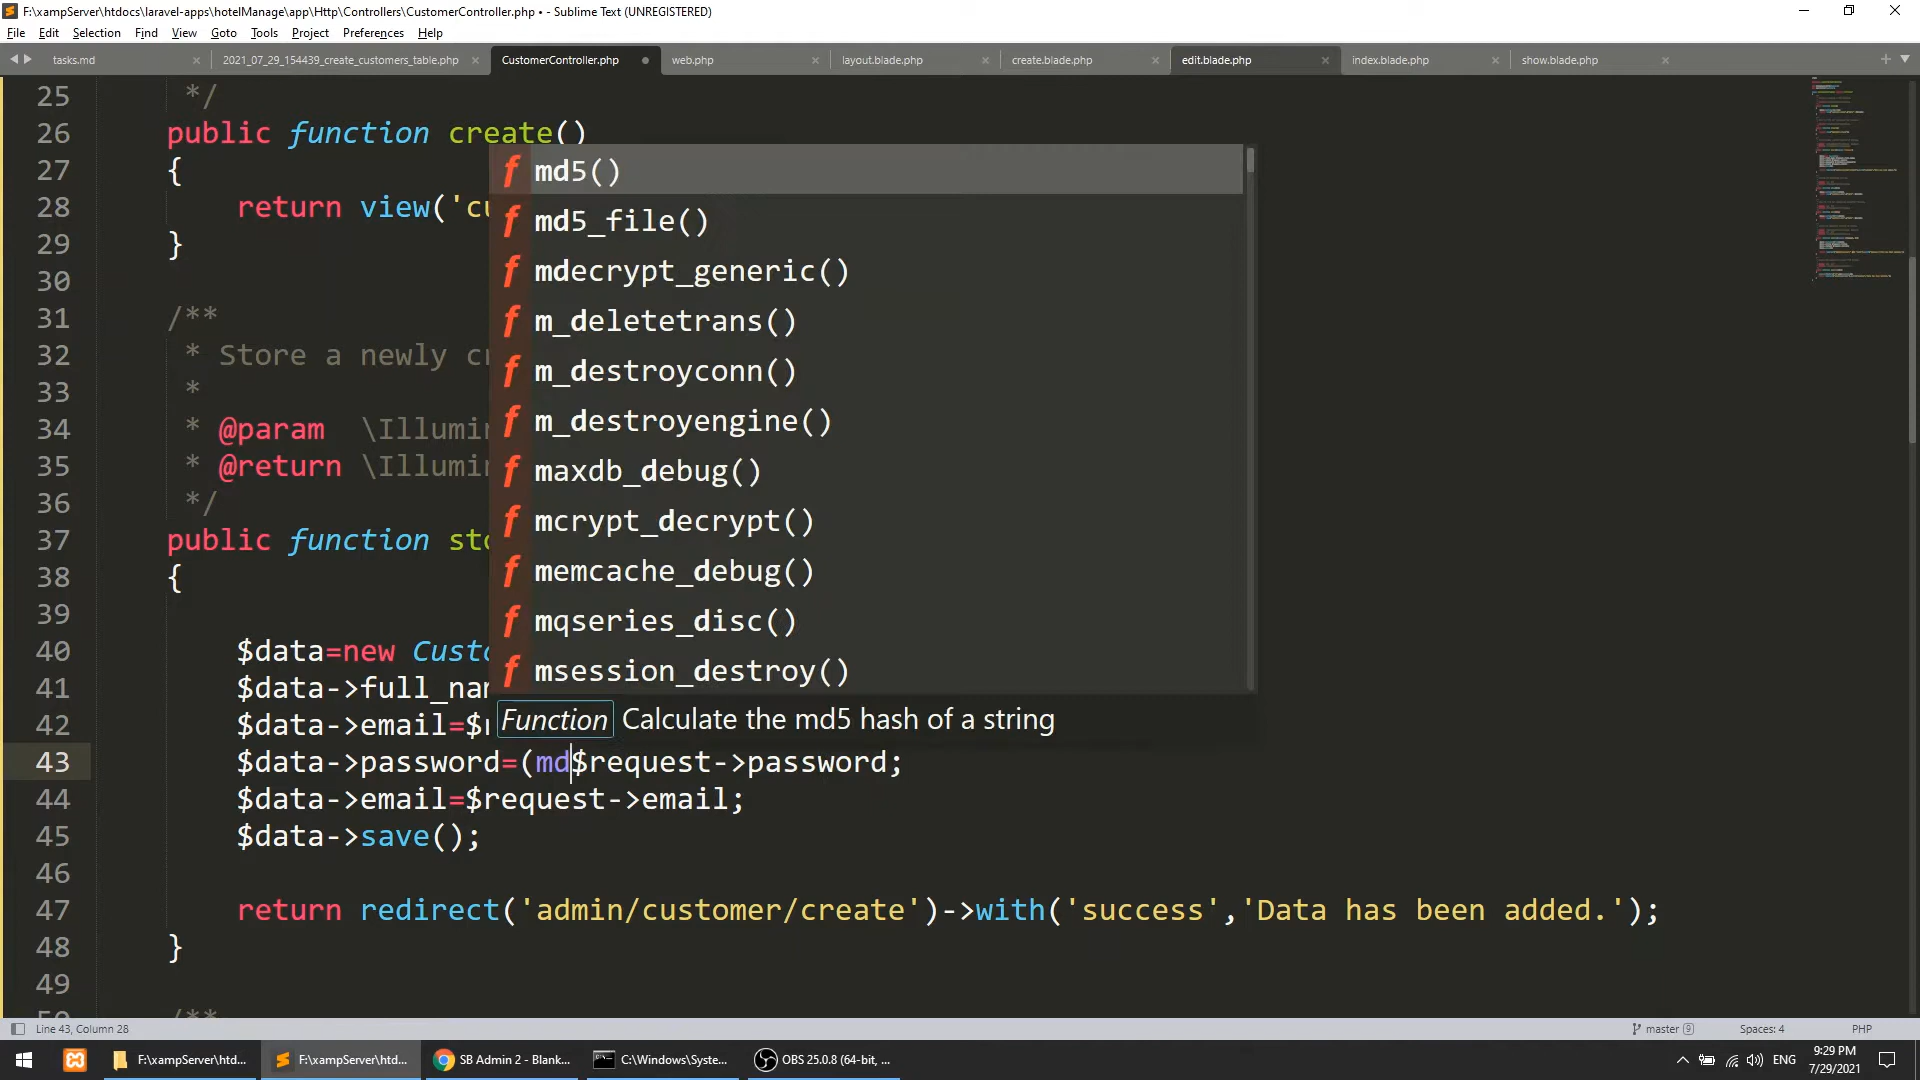 F:\xampServer\htdocs\laravel-apps\hotelManage\app\Http\Controllers\CustomerController.php • - Sublime Text (UNREGISTERED)
File Edit Selection Find View Goto Tools Project Preferences Help
tasks.md 2021_07_29_154439_create_customers_table.php CustomerController.php web.php layout.blade.php create.blade.php edit.blade.php index.blade.php show.blade.php
25 */
26 public function create()
27 {
md5()
28 return view('cu
md5_file()
29 }
mdecrypt_generic()
30
31 /**
m_deletetrans()
32 * Store a newly cr
m_destroyconn()
33 *
34 * @param \Illumin
m_destroyengine()
35 * @return \Illumin
maxdb_debug()
36 */
mcrypt_decrypt()
37 public function sto
38 {
memcache_debug()
39
mqseries_disc()
40 $data=new Custo
msession_destroy()
41 $data->full_nam
42 $data->email=$r
Function Calculate the md5 hash of a string
43 $data->password=(md$request->password;
44 $data->email=$request->email;
45 $data->save();
46
47 return redirect('admin/customer/create')->with('success','Data has been added.');
48 }
49
50 /**
Line 43, Column 28 master 9 Spaces: 4 PHP
F:\xampServer\htd... F:\xampServer\htd... SB Admin 2 - Blank... C:\Windows\Syste... OBS 25.0.8 (64-bit, ... ENG 9:29 PM
7/29/2021